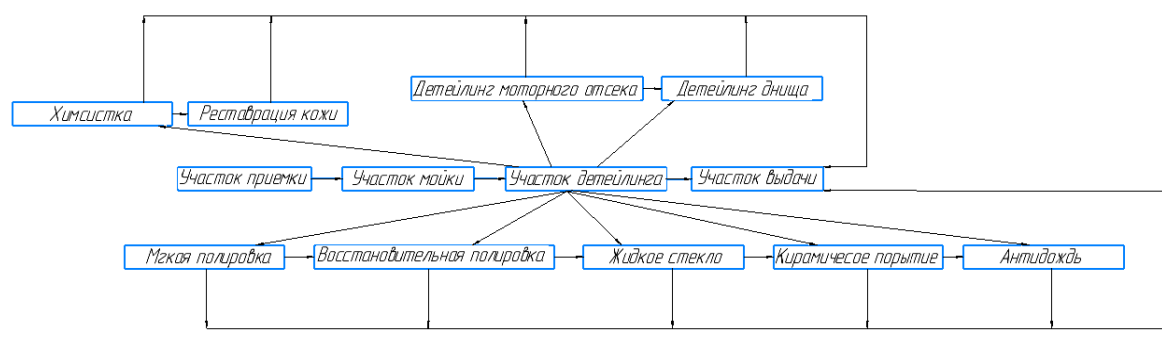 Детейлинг моторного отсека
Детейлинг днища
Химсистка
Реставрация кожи
Участок приемки
Участок мойки
Участок детейлинга
Участок выдачи
Мгкая полировка
Восстановительная полировка
Жидкое стекло
Кирамичесое порытие
Антидождь